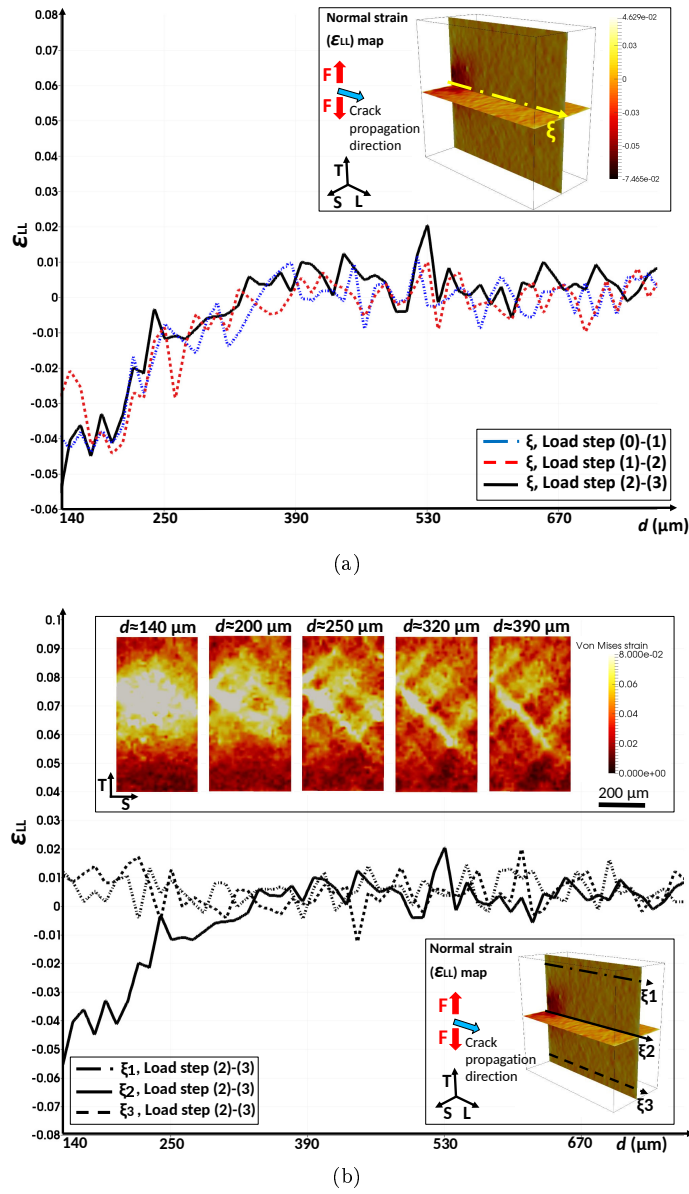 0.08
0.07
0.06
0.05
0.04
0.03
0.02
0.01
0
-0.01
-0.02
-0.03
-0.04
-0.05
-0.06
εLL
140
250
390
530
670
d (μm)
Normal strain
(εLL) map
F
F
Crack
propagation
direction
T
S L
ξ
4.629e-02
0.03
0
-0.03
-0.05
-7.465e-02
ξ, Load step (0)-(1)
ξ, Load step (1)-(2)
ξ, Load step (2)-(3)
(a)
0.1
0.09
0.08
0.07
0.06
0.05
0.04
0.03
0.02
0.01
0
-0.01
-0.02
-0.03
-0.04
-0.05
-0.06
-0.07
-0.08
εLL
d≈140 μm d≈200 μm d≈250 μm d≈320 μm d≈390 μm
Von Mises strain
8.000e-02
0.06
0.04
0.02
0.000e+00
T
S
200 μm
Normal strain
(εLL) map
F
F
Crack
propagation
direction
T
S L
ξ1
ξ2
ξ3
ξ1, Load step (2)-(3)
ξ2, Load step (2)-(3)
ξ3, Load step (2)-(3)
140
250
390
530
670
d (μm)
(b)